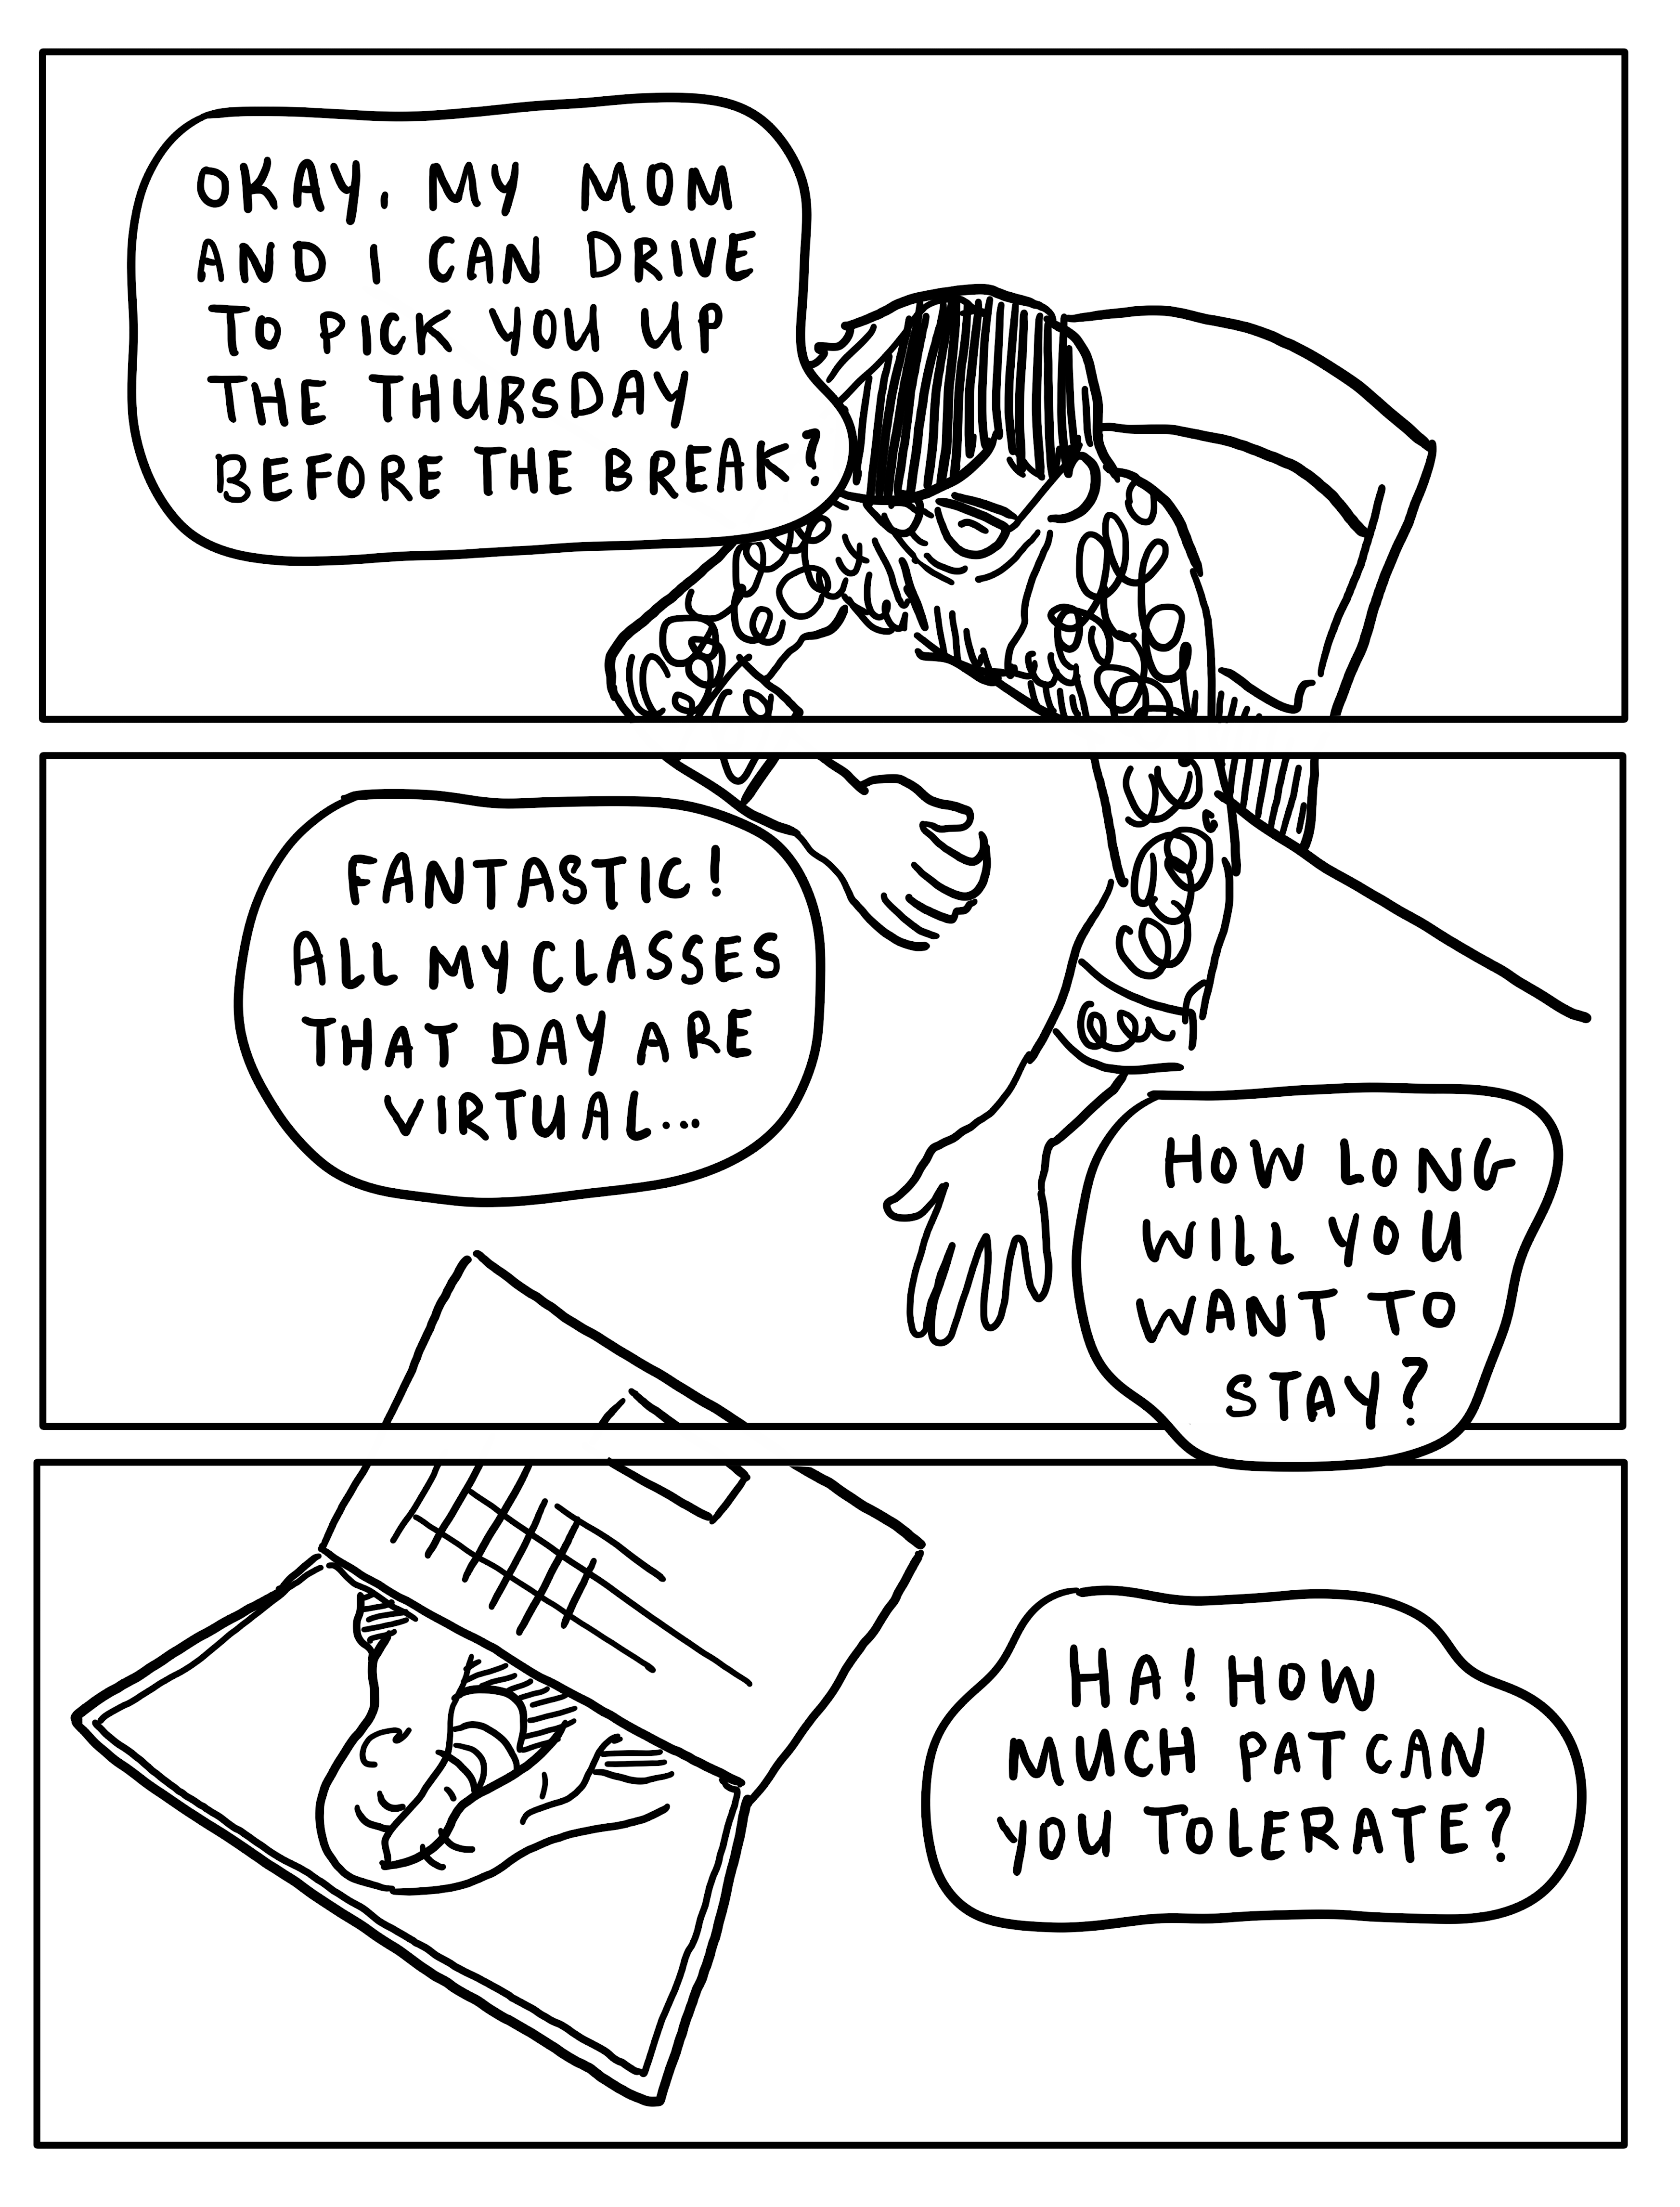 OKAY. MY MOM
AND I CAN DRIVE
TO PICK YOU UP
THE THURSDAY
BEFORE THE BREAK?
FANTASTIC!
ALL MY CLASSES
THAT DAY ARE
VIRTUAL...
HOW LONG
WILL YOU
WANT TO
STAY?
HA! HOW
MUCH PAT CAN
YOU TOLERATE?